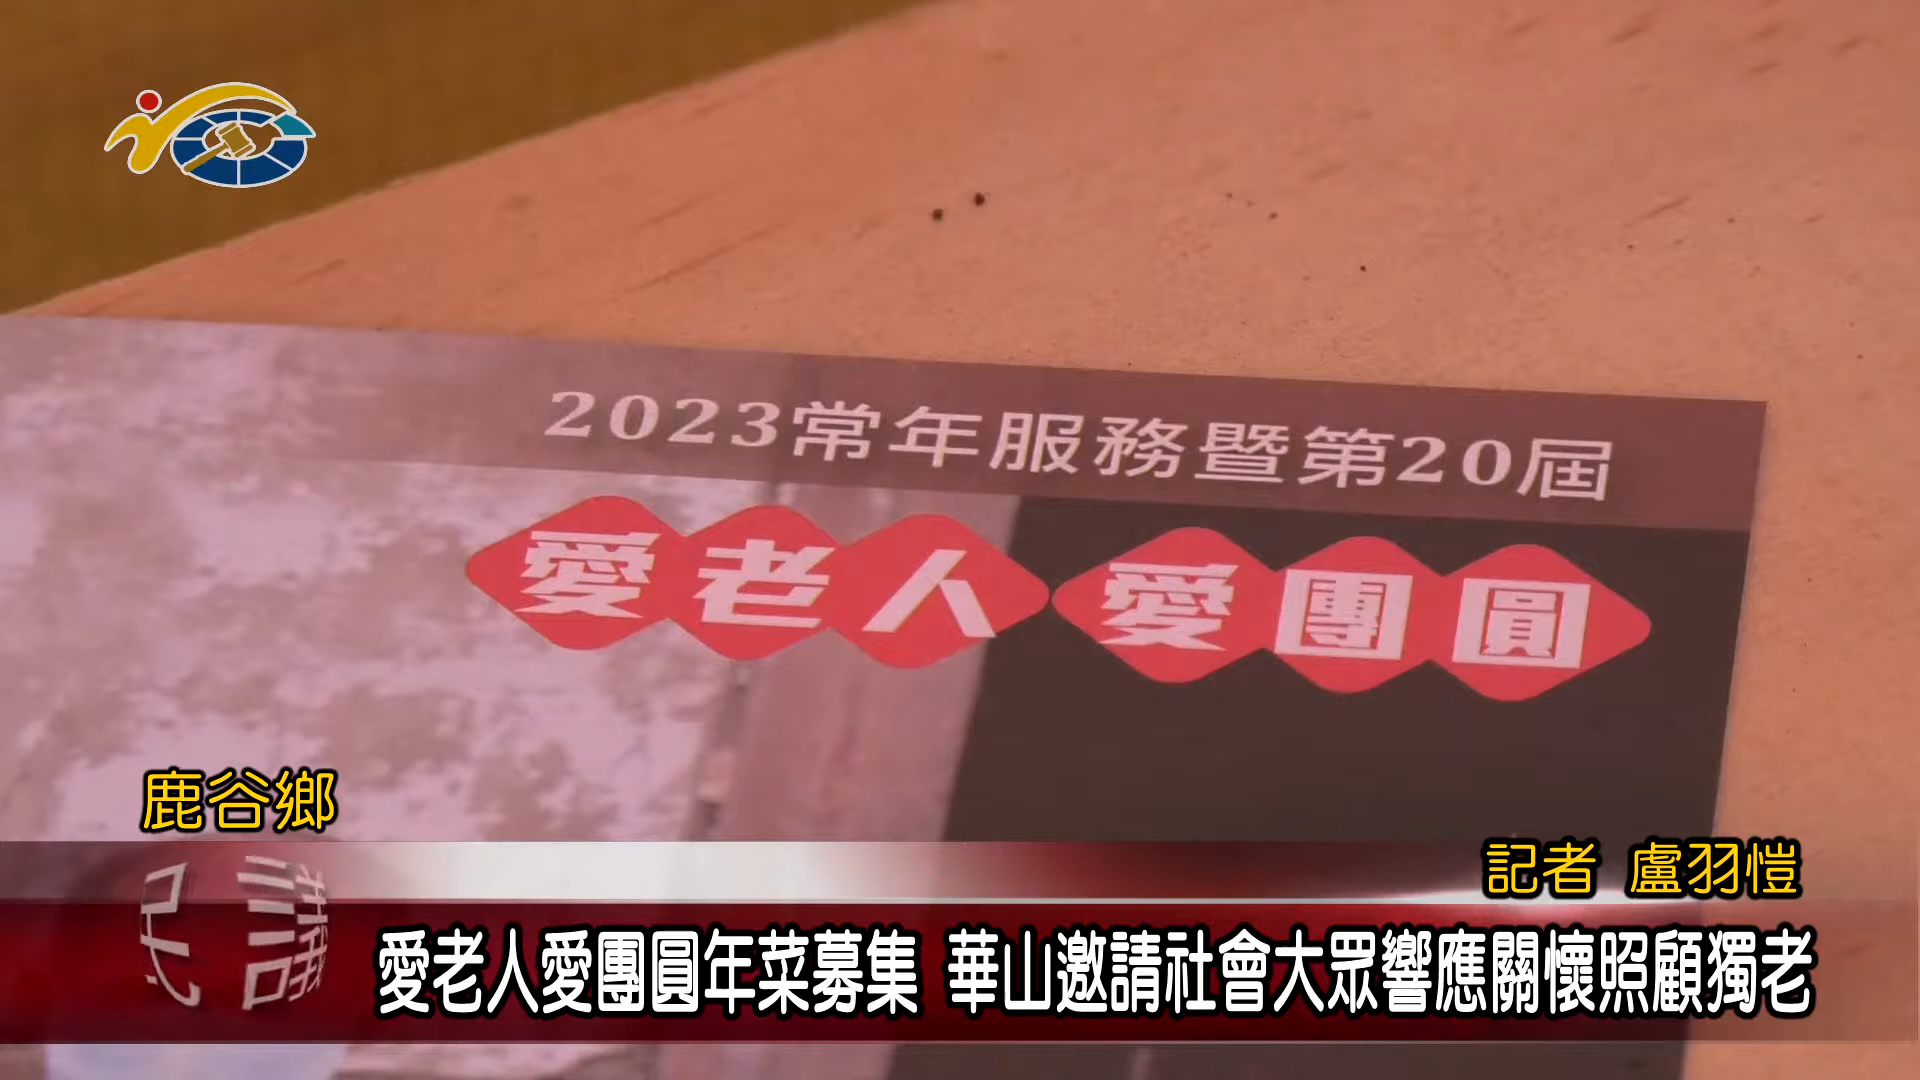 2023常年服務暨第20屆
愛老人 愛團圓
鹿谷鄉
記者 盧羽愷
愛老人愛團圓年菜募集 華山邀請社會大眾響應關懷照顧獨老